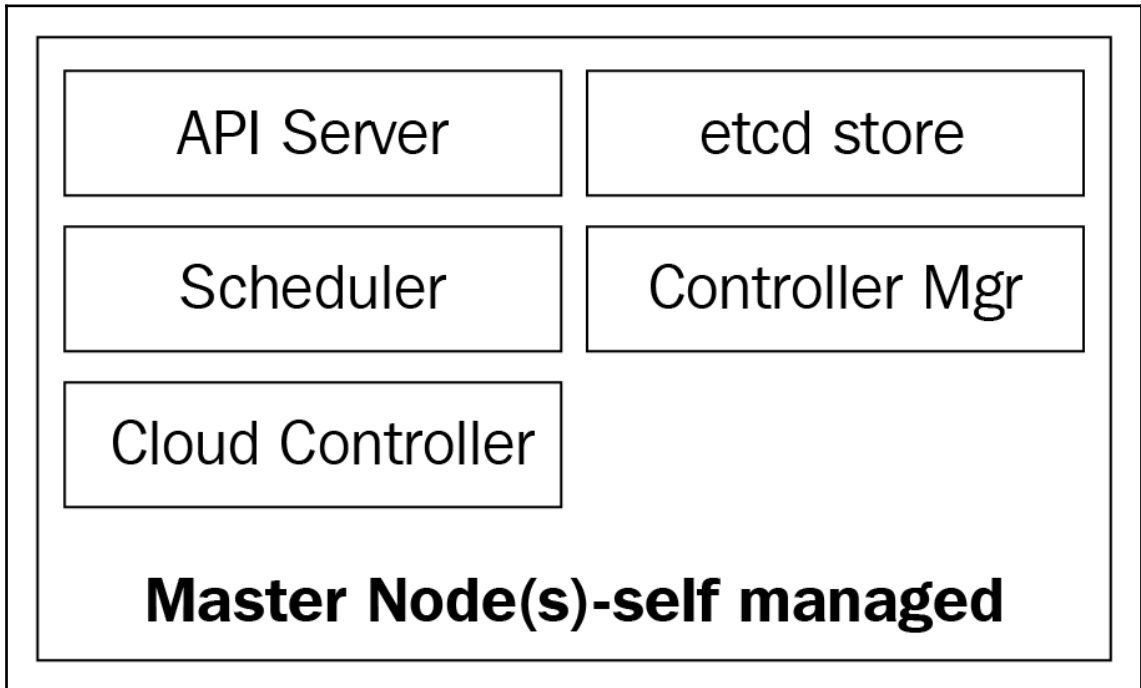 API Server
etcd store
Scheduler
Controller Mgr
Cloud Controller
Master Node(s)-self managed